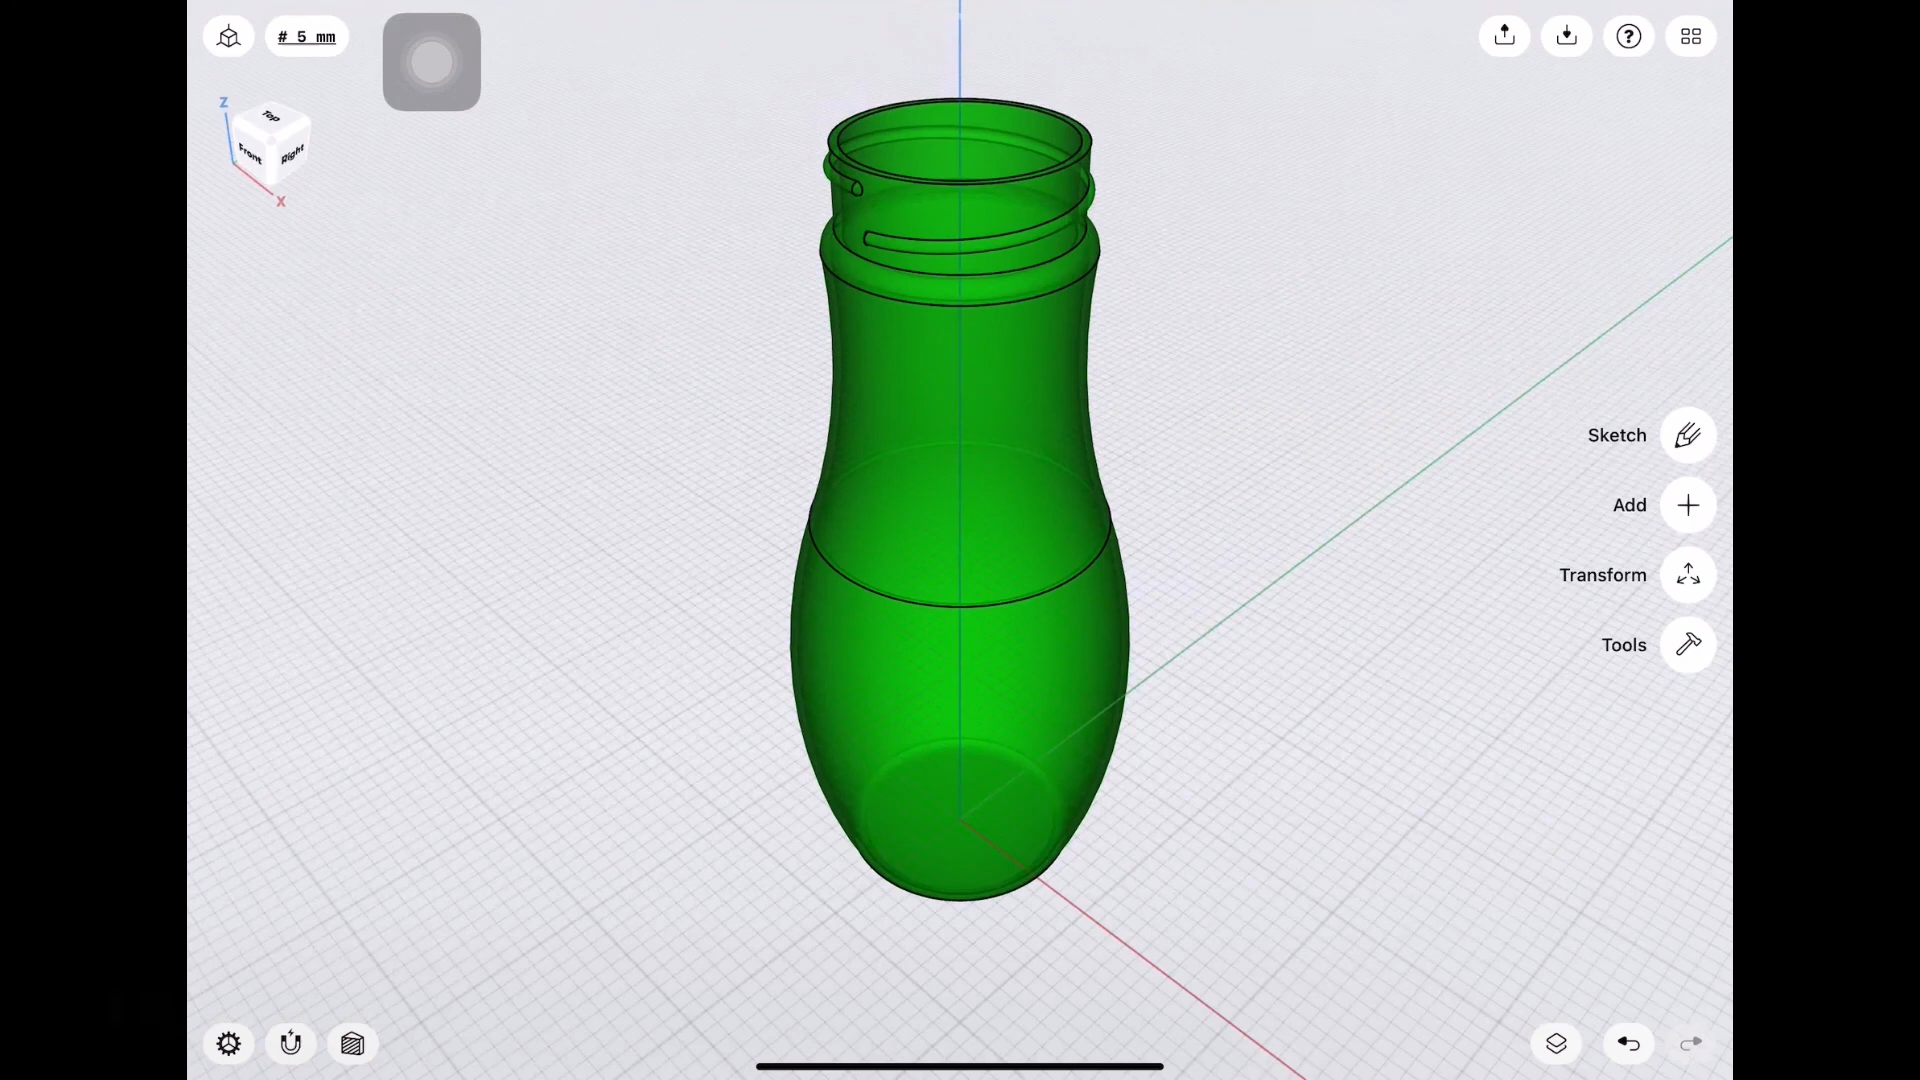 # 5 mm
Z
Top
Front
Right
X
Sketch
Add
Transform
Tools